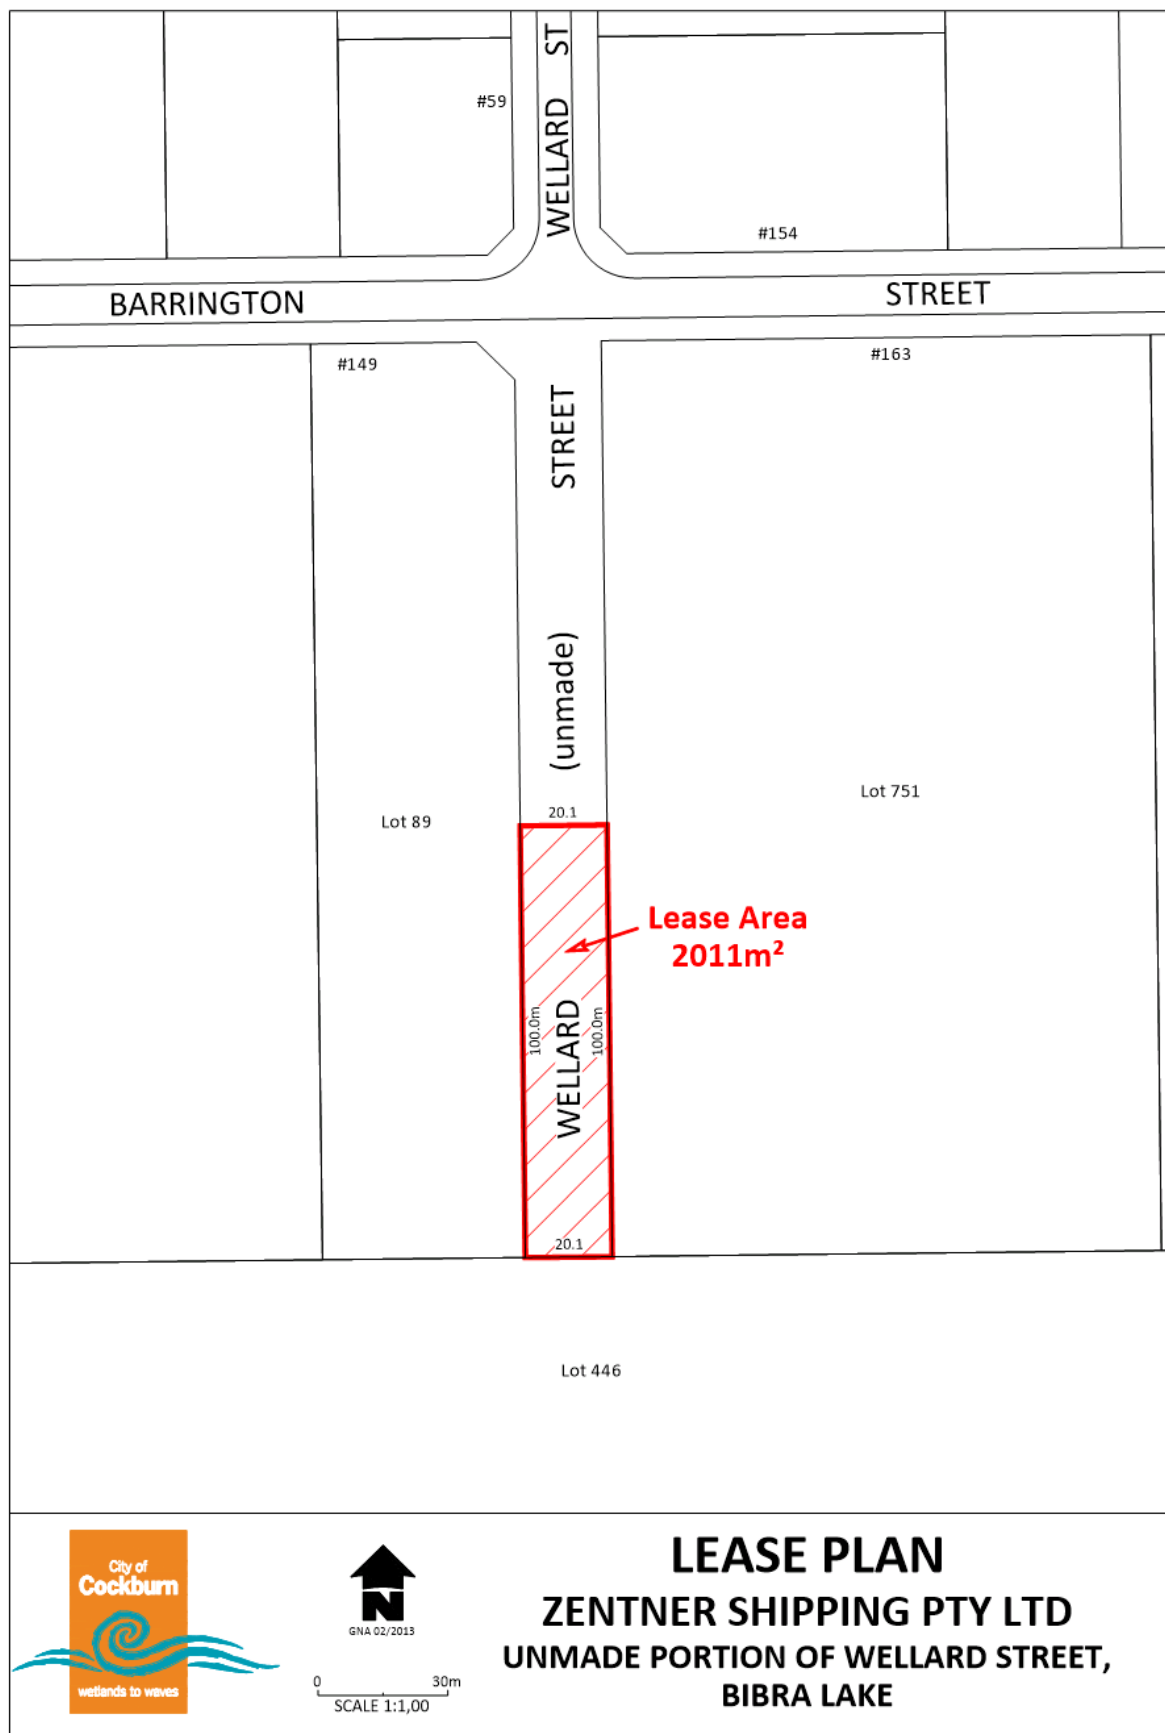 WELLARD ST
#59
#154
BARRINGTON STREET
#149
#163
STREET
(unmade)
Lot 751
Lot 89
20.1
Lease Area
2011m²
100.0m
WELLARD
100.0m
20.1
Lot 446
City of
Cockburn
wetlands to waves
N
GNA 02/2013
0 30m
SCALE 1:1,00
LEASE PLAN
ZENTNER SHIPPING PTY LTD
UNMADE PORTION OF WELLARD STREET,
BIBRA LAKE